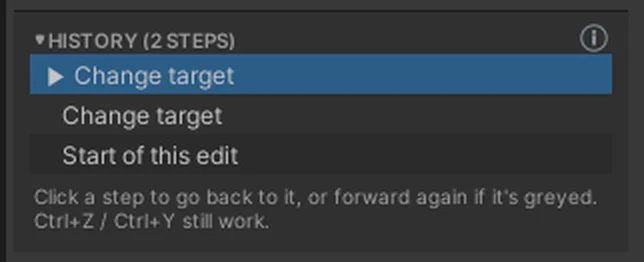 ▼HISTORY (2 STEPS)
▶ Change target
Change target
Start of this edit
Click a step to go back to it, or forward again if it's greyed.
Ctrl+Z / Ctrl+Y still work.